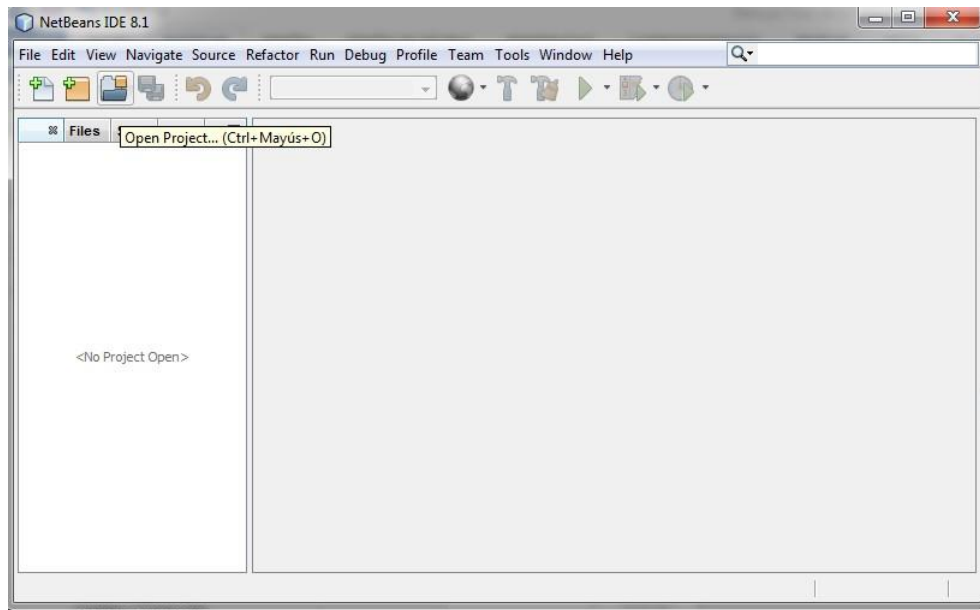 NetBeans IDE 8.1
File Edit View Navigate Source Refactor Run Debug Profile Team Tools Window Help
Files
Open Project... (Ctrl+Mayús+O)
<No Project Open>